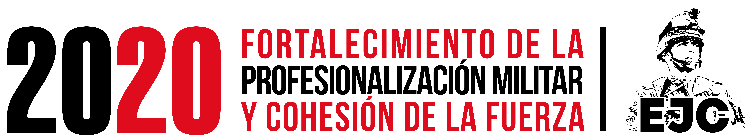 2020
FORTALECIMIENTO DE LA
PROFESIONALIZACIÓN MILITAR
Y COHESIÓN DE LA FUERZA
EJC